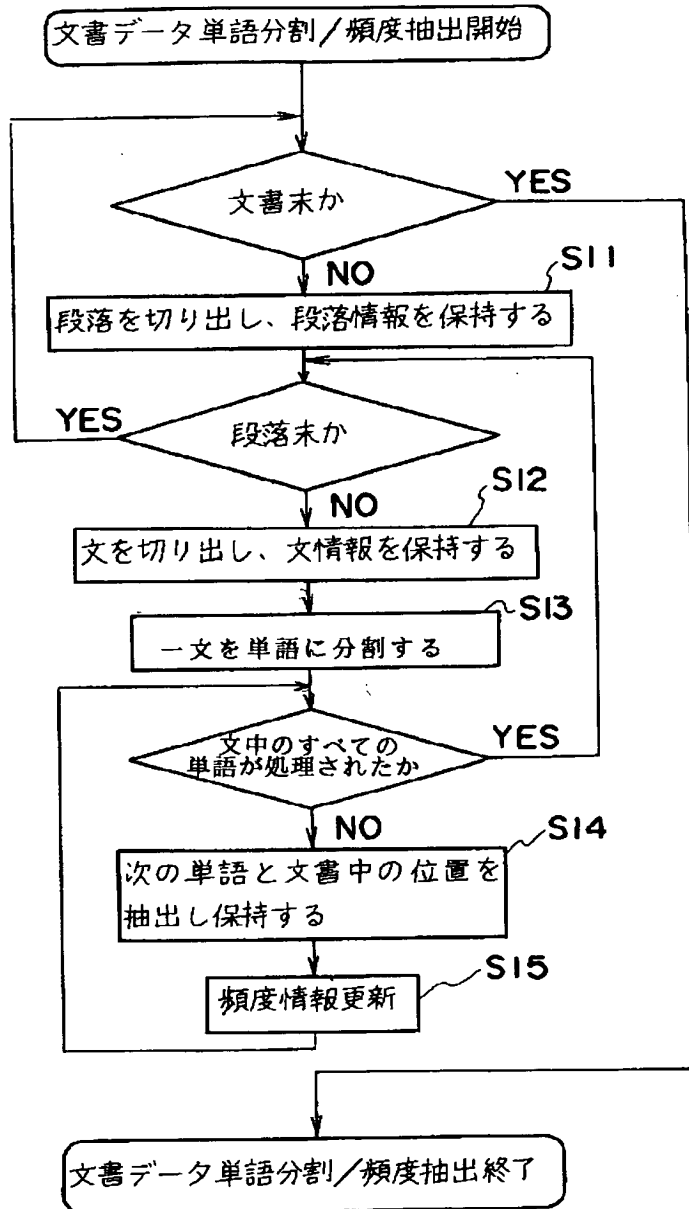 文書データ単語分割/頻度抽出開始
文書末か
YES
NO
S11
段落を切り出し、段落情報を保持する
YES
段落末か
NO
S12
文を切り出し、文情報を保持する
S13
一文を単語に分割する
文中のすべての
単語が処理されたか
YES
NO
S14
次の単語と文書中の位置を
抽出し保持する
S15
頻度情報更新
文書データ単語分割/頻度抽出終了